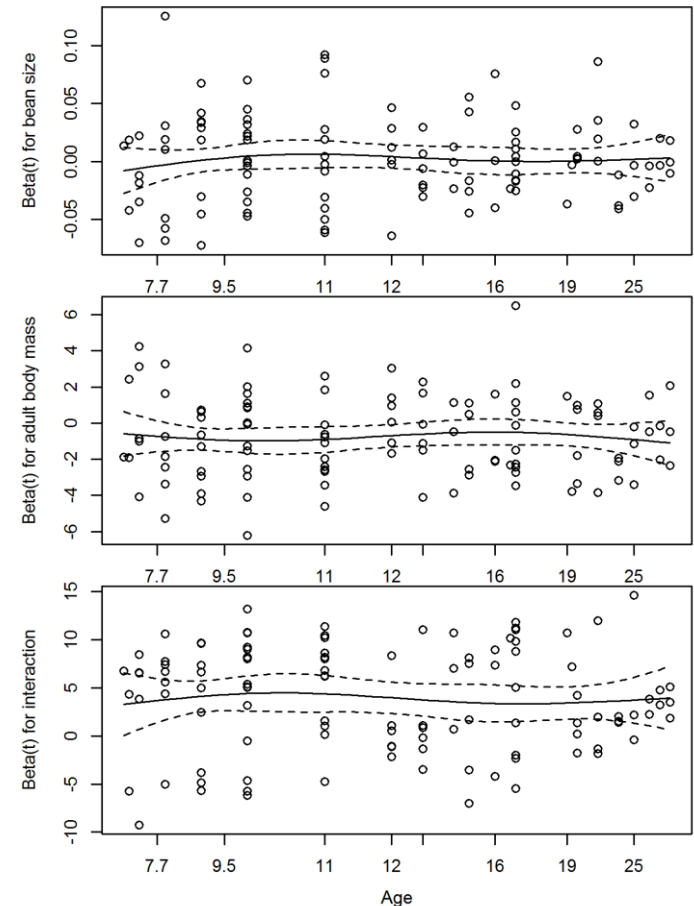 Beta(t) for bean size
0.10
0.05
0.00
-0.05
7.7 9.5 11 12 16 19 25
Beta(t) for adult body mass
6
4
2
0
-2
-4
-6
7.7 9.5 11 12 16 19 25
Beta(t) for interaction
15
10
5
0
-5
-10
7.7 9.5 11 12 16 19 25
Age